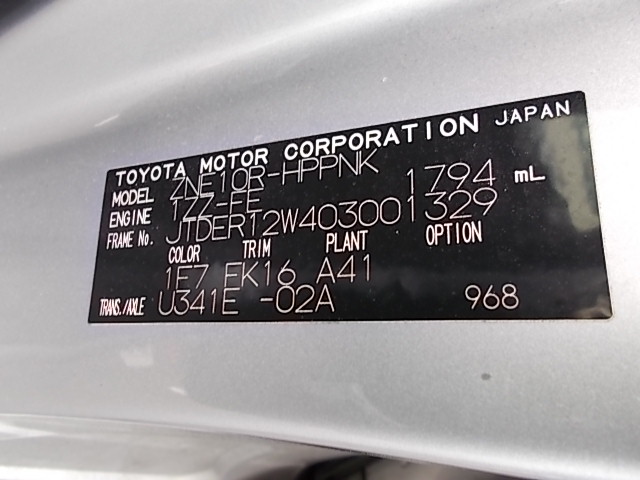 TOYOTA MOTOR CORPORATION JAPAN
MODEL ZNE10R-HPPNK
ENGINE 1ZZ-FE 1794 mL
FRAME No. JTDERT2W403001329
COLOR TRIM PLANT OPTION
1F7 FK16 A41
TRANS./AXLE U341E -02A 968